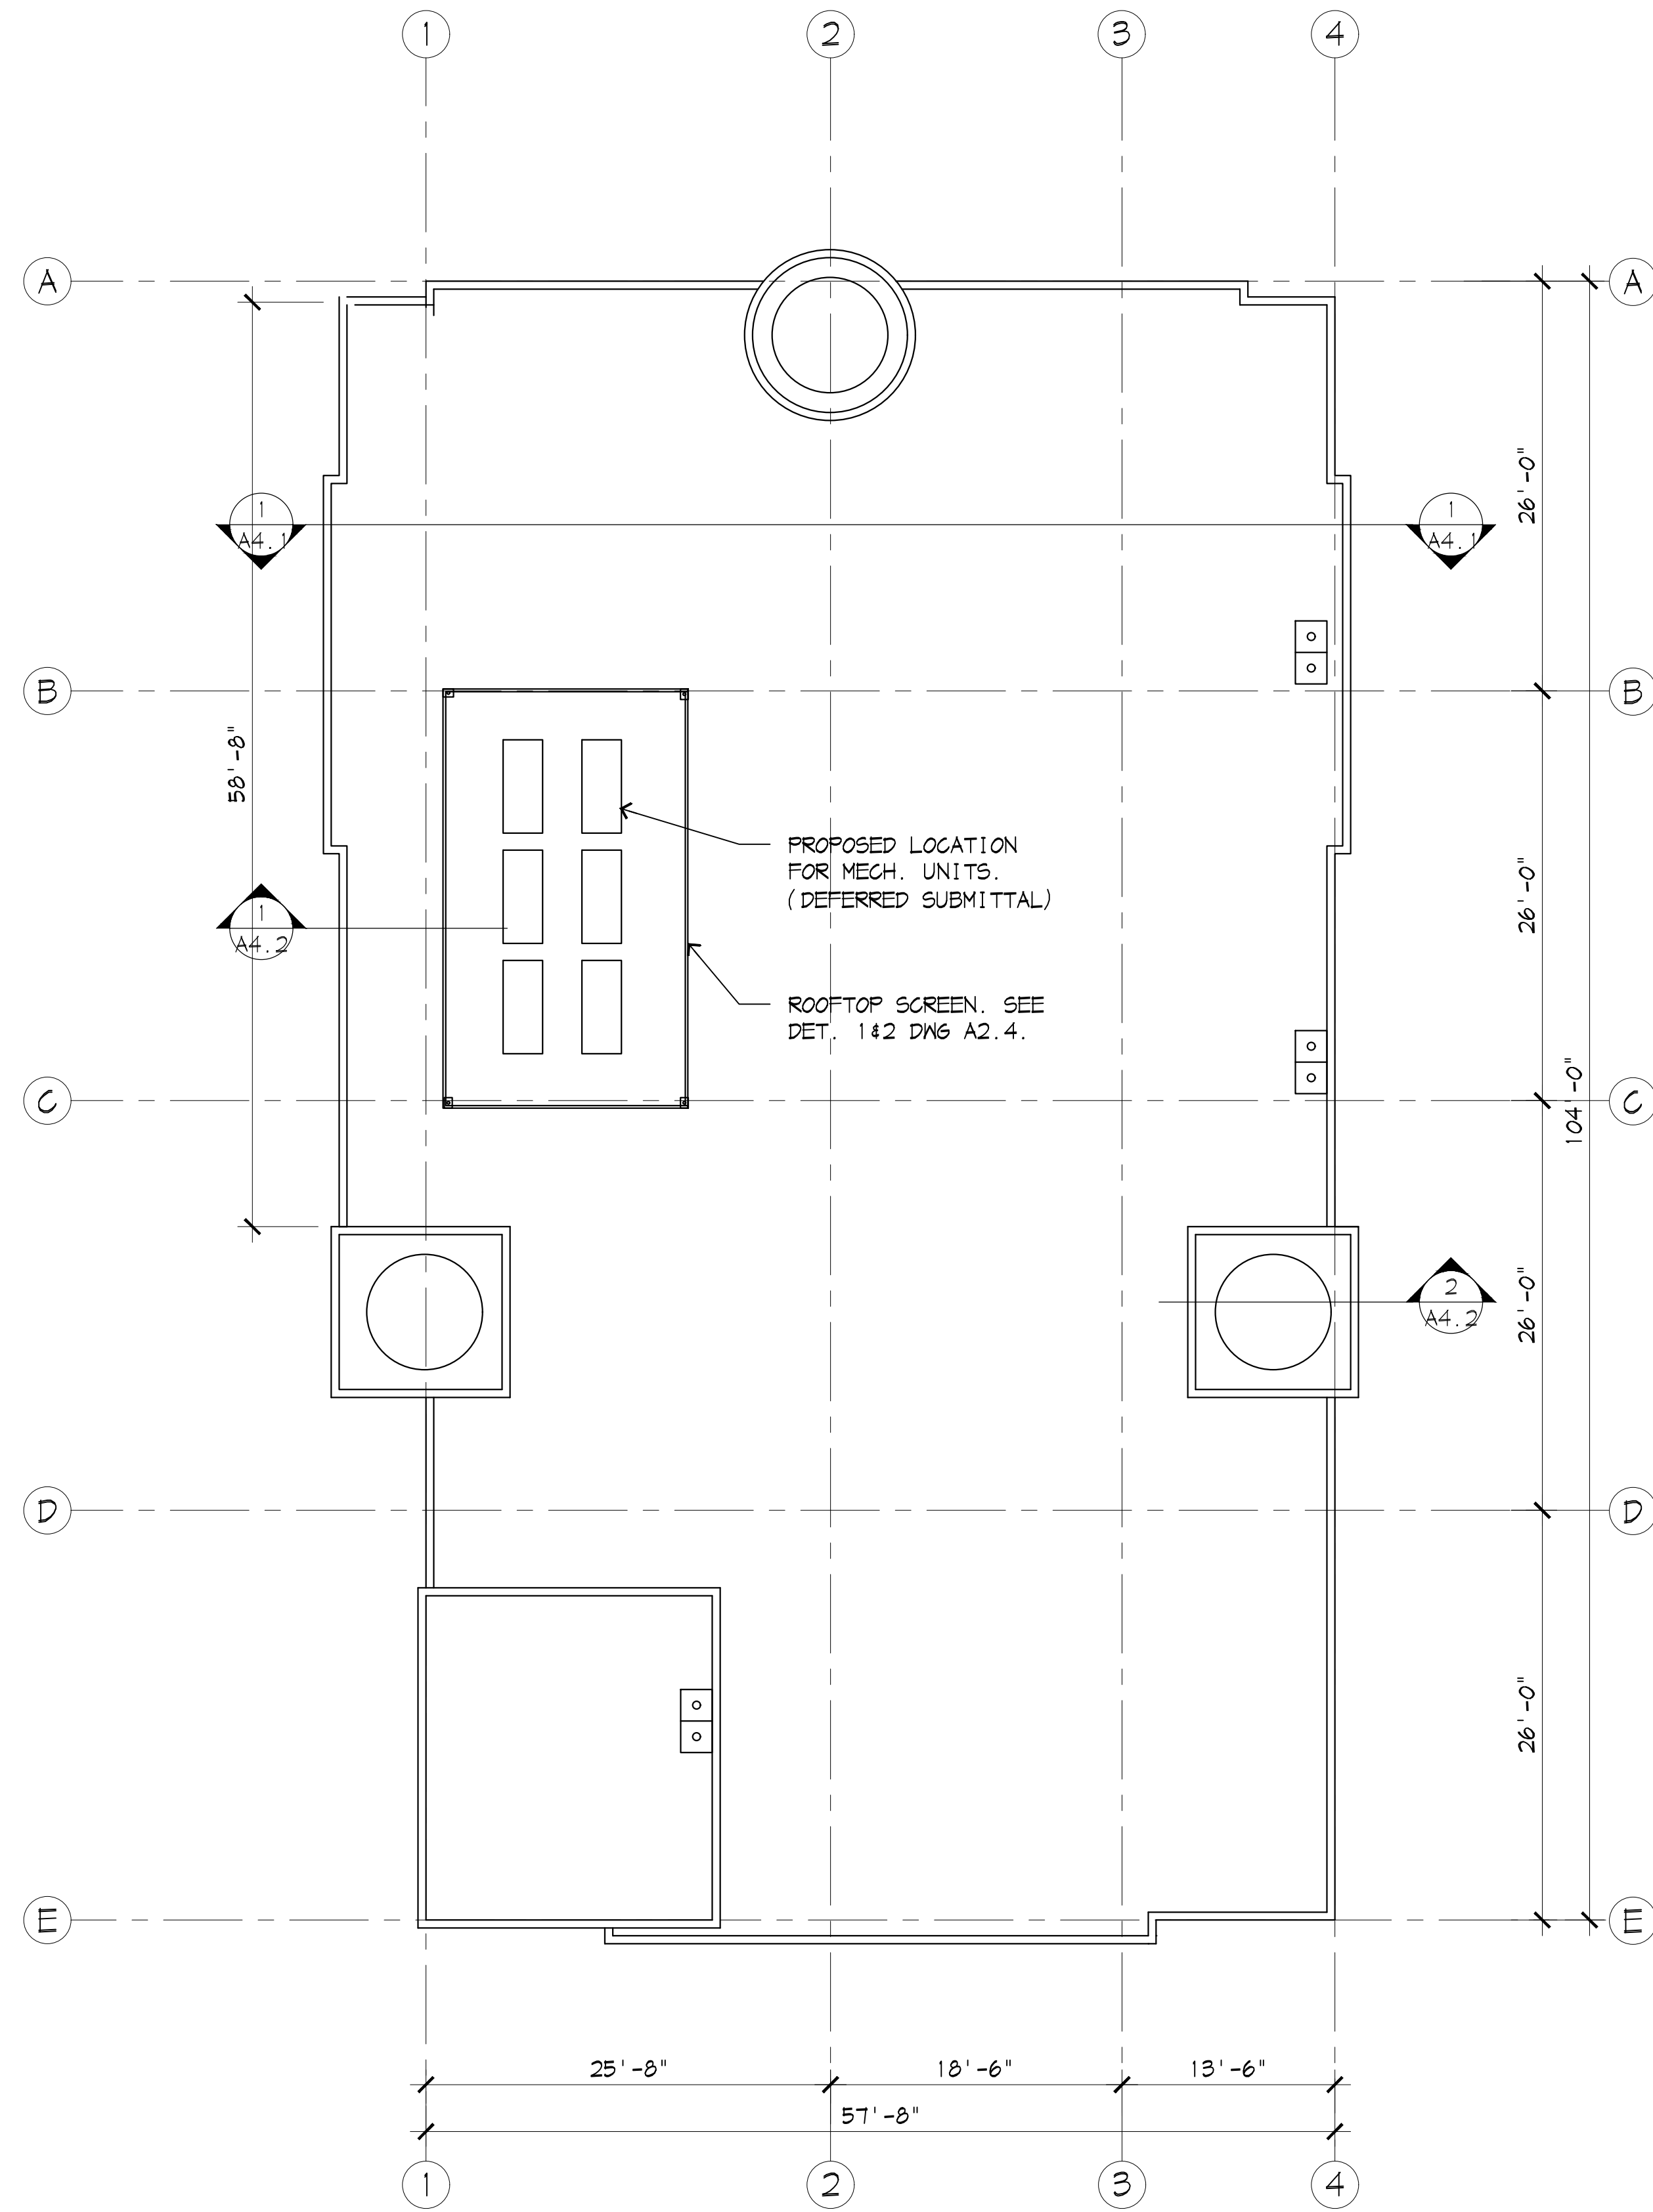 1 2 3 4
A A
26'-0"
1
A4.1
1
A4.1
B B
58'-8"
PROPOSED LOCATION
FOR MECH. UNITS.
(DEFERRED SUBMITTAL)
26'-0"
1
A4.2
ROOFTOP SCREEN. SEE
DET. 1&2 DWG A2.4.
C C
104'-0"
26'-0"
2
A4.2
D D
26'-0"
E E
25'-8" 18'-6" 13'-6"
57'-8"
1 2 3 4